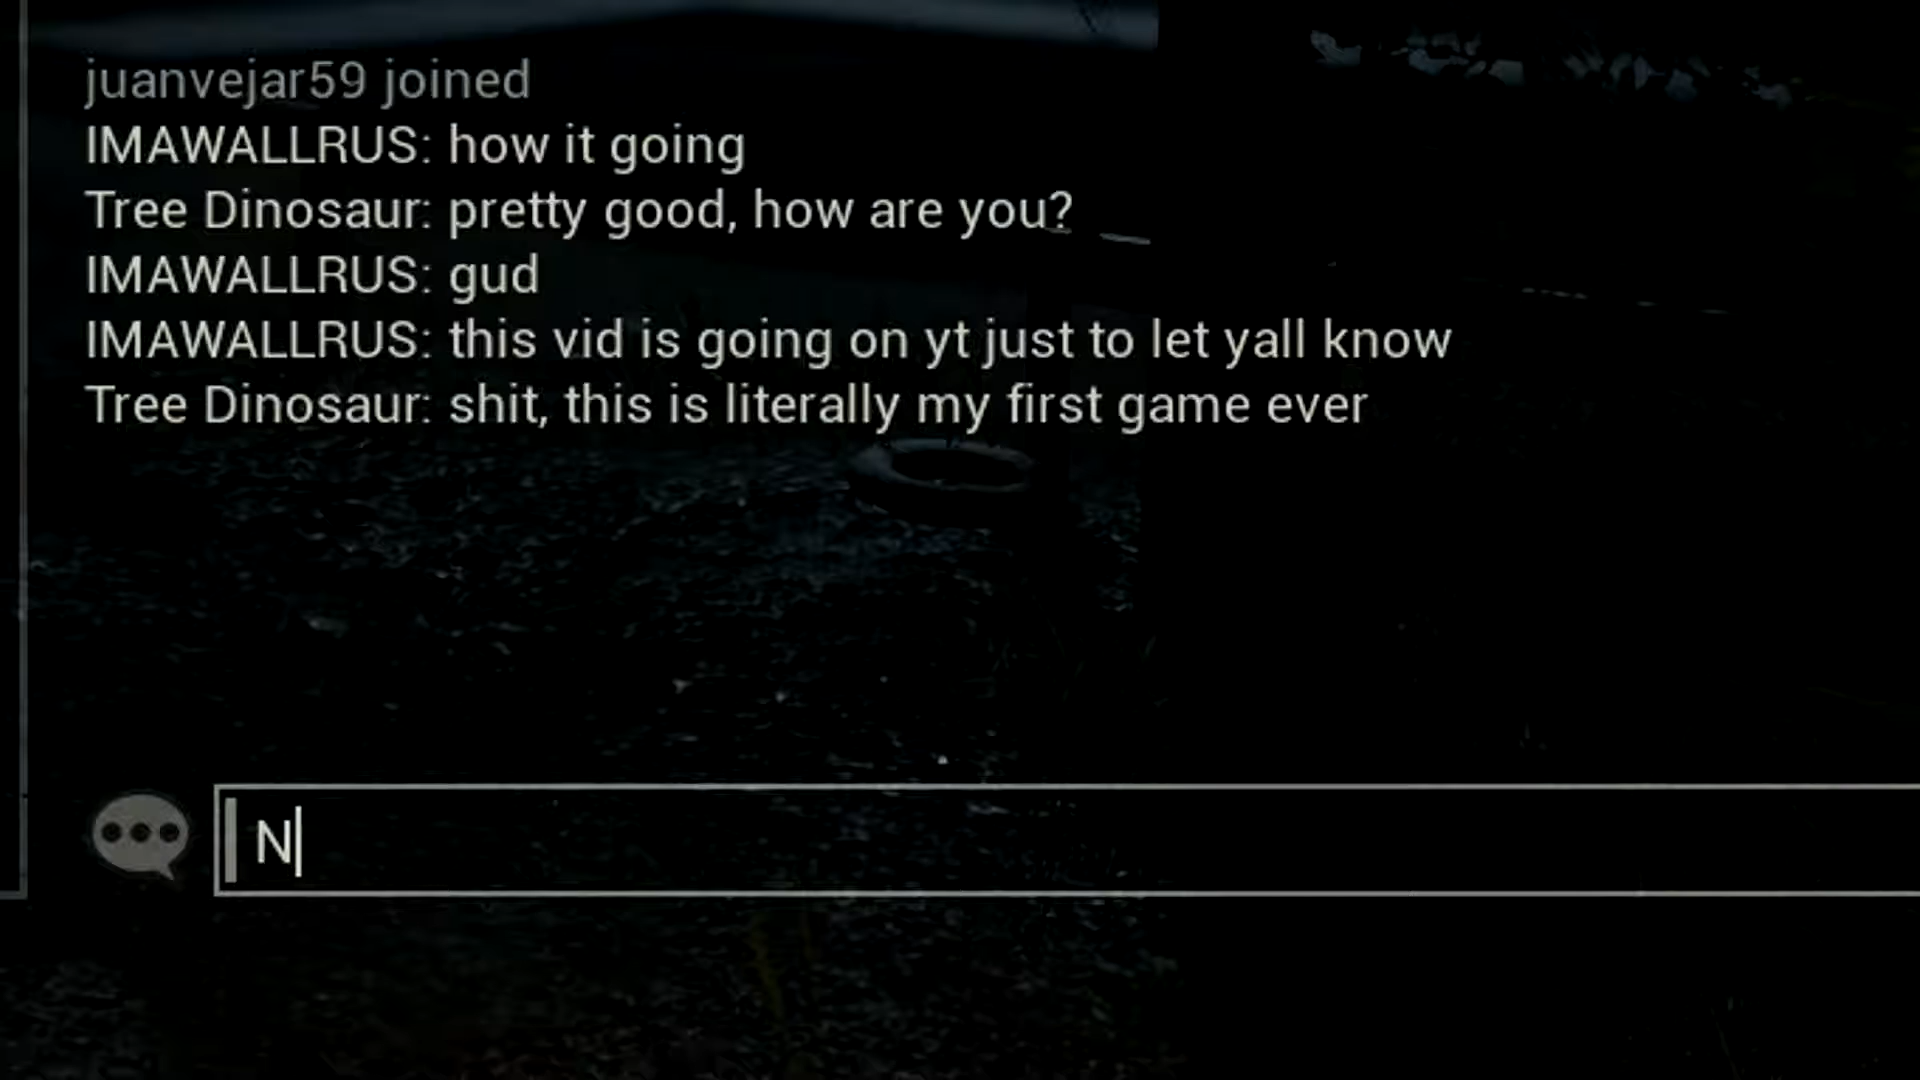 juanvejar59 joined
IMAWALLRUS: how it going
Tree Dinosaur: pretty good, how are you?
IMAWALLRUS: gud
IMAWALLRUS: this vid is going on yt just to let yall know
Tree Dinosaur: shit, this is literally my first game ever
N